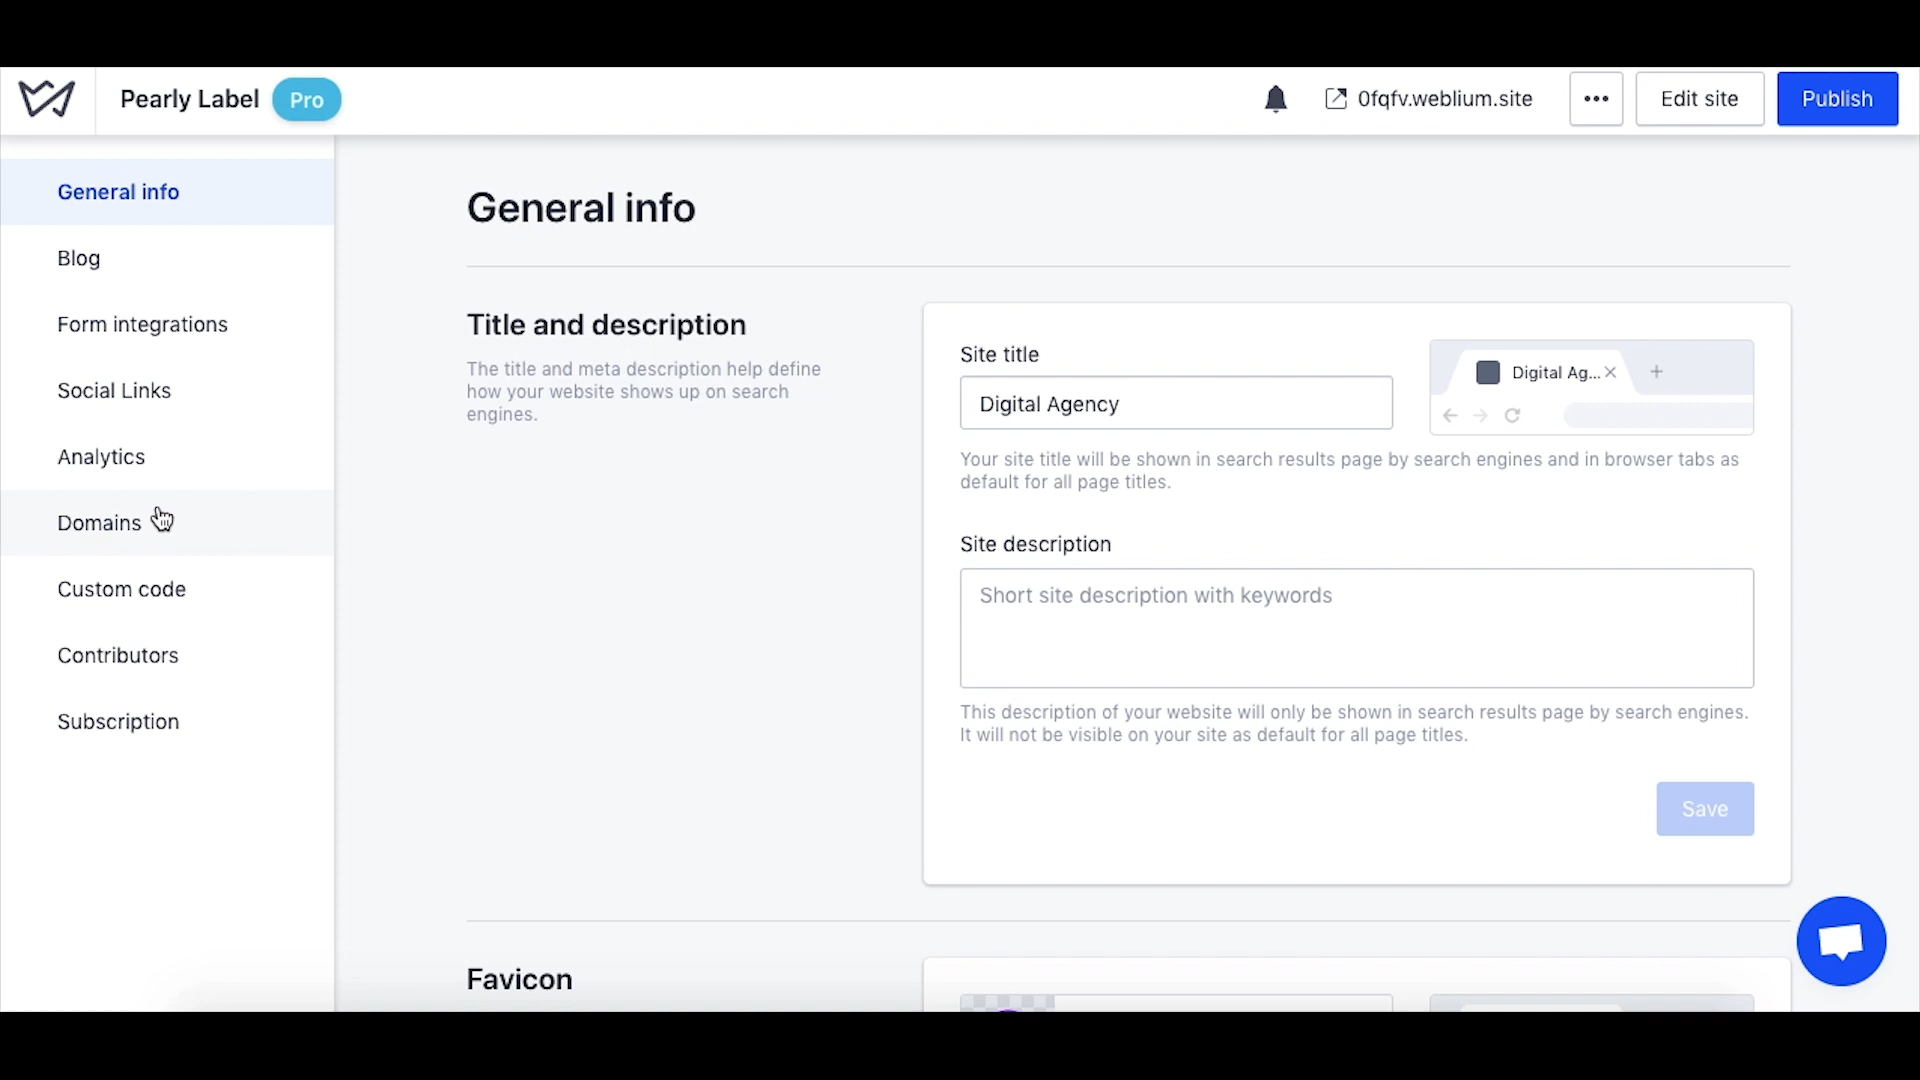 Pearly Label
Pro
0fqfv.weblium.site
Edit site
Publish
General info
Blog
Form integrations
Social Links
Analytics
Domains
Custom code
Contributors
Subscription
General info
Title and description
The title and meta description help define
how your website shows up on search
engines.
Site title
Digital Agency
Digital Ag...
Your site title will be shown in search results page by search engines and in browser tabs as
default for all page titles.
Site description
Short site description with keywords
This description of your website will only be shown in search results page by search engines.
It will not be visible on your site as default for all page titles.
Save
Favicon